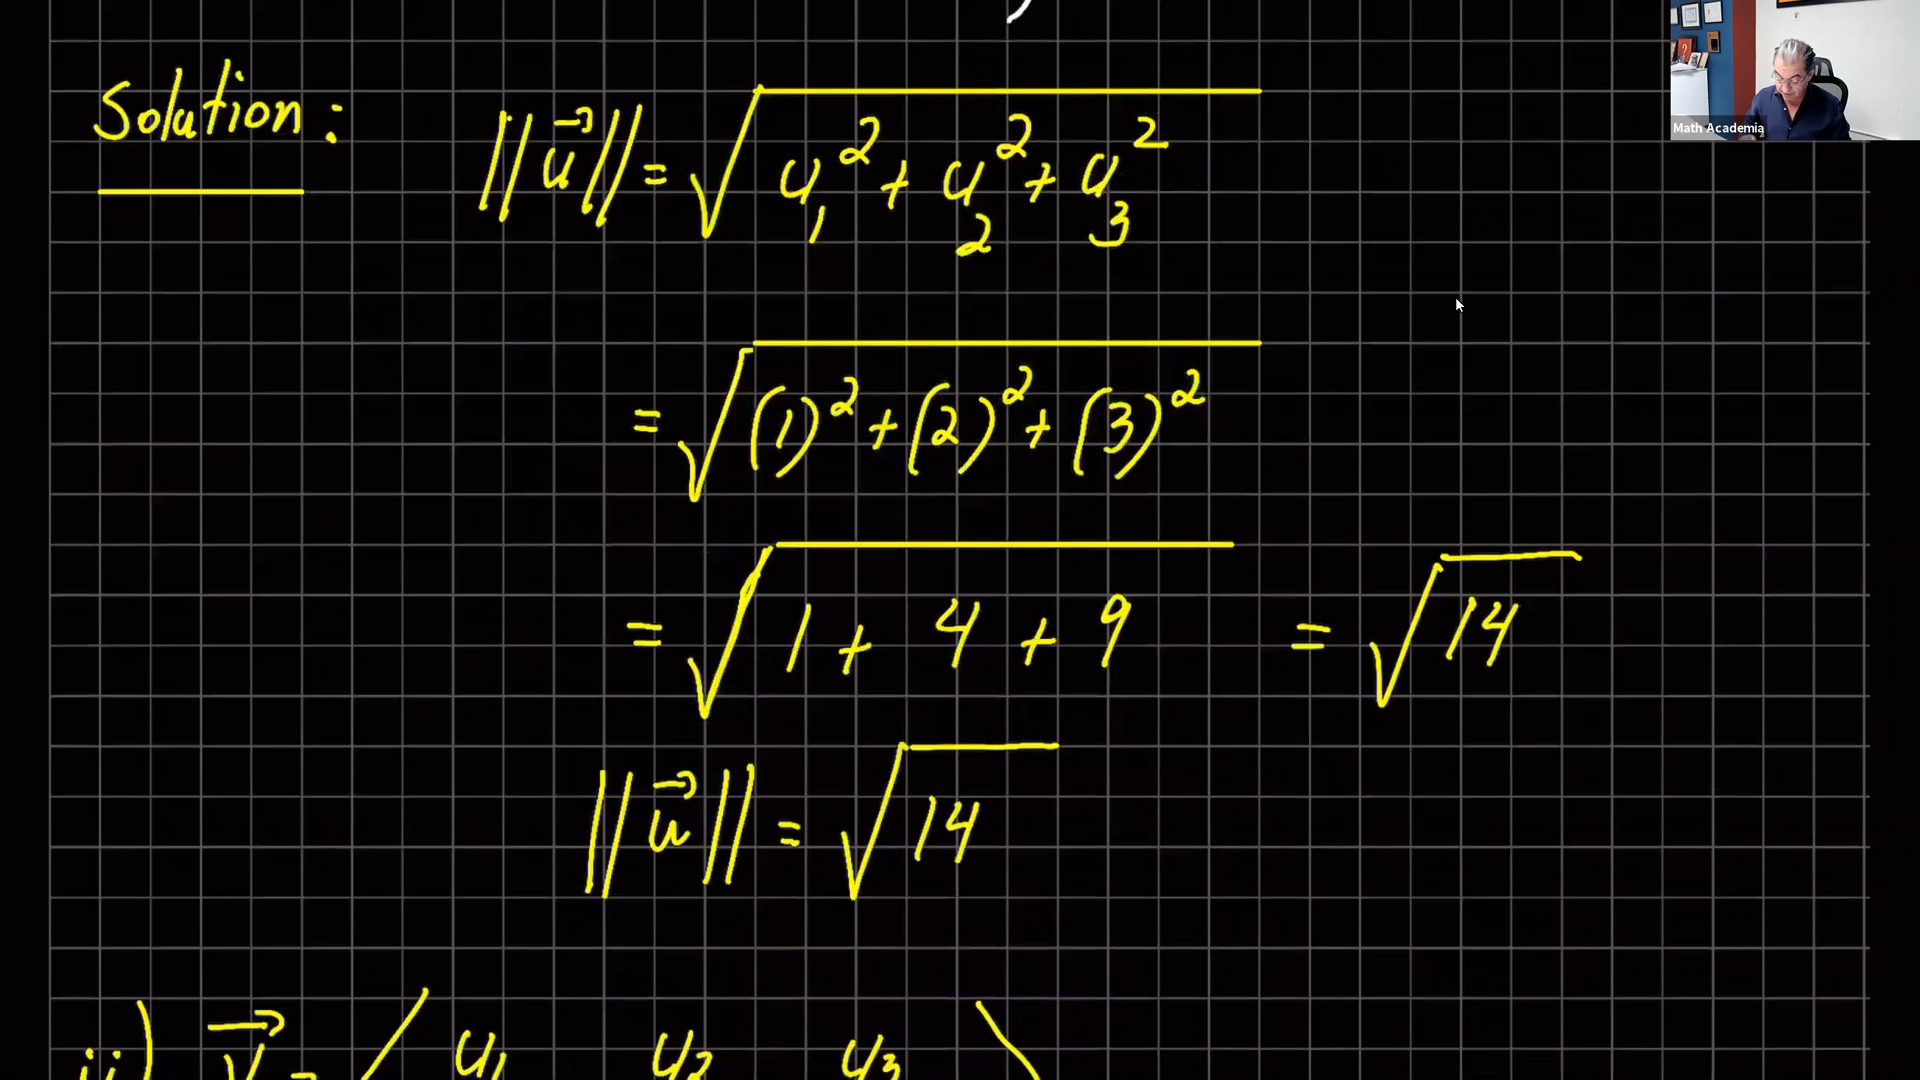 Math Academia
Solution: ||u⃗|| = √(u₁² + u₂² + u₃²)
= √((1)² + (2)² + (3)²)
= √(1 + 4 + 9) = √14
||u⃗|| = √14
ii) v⃗ = ( u₁ u₂ u₃ )